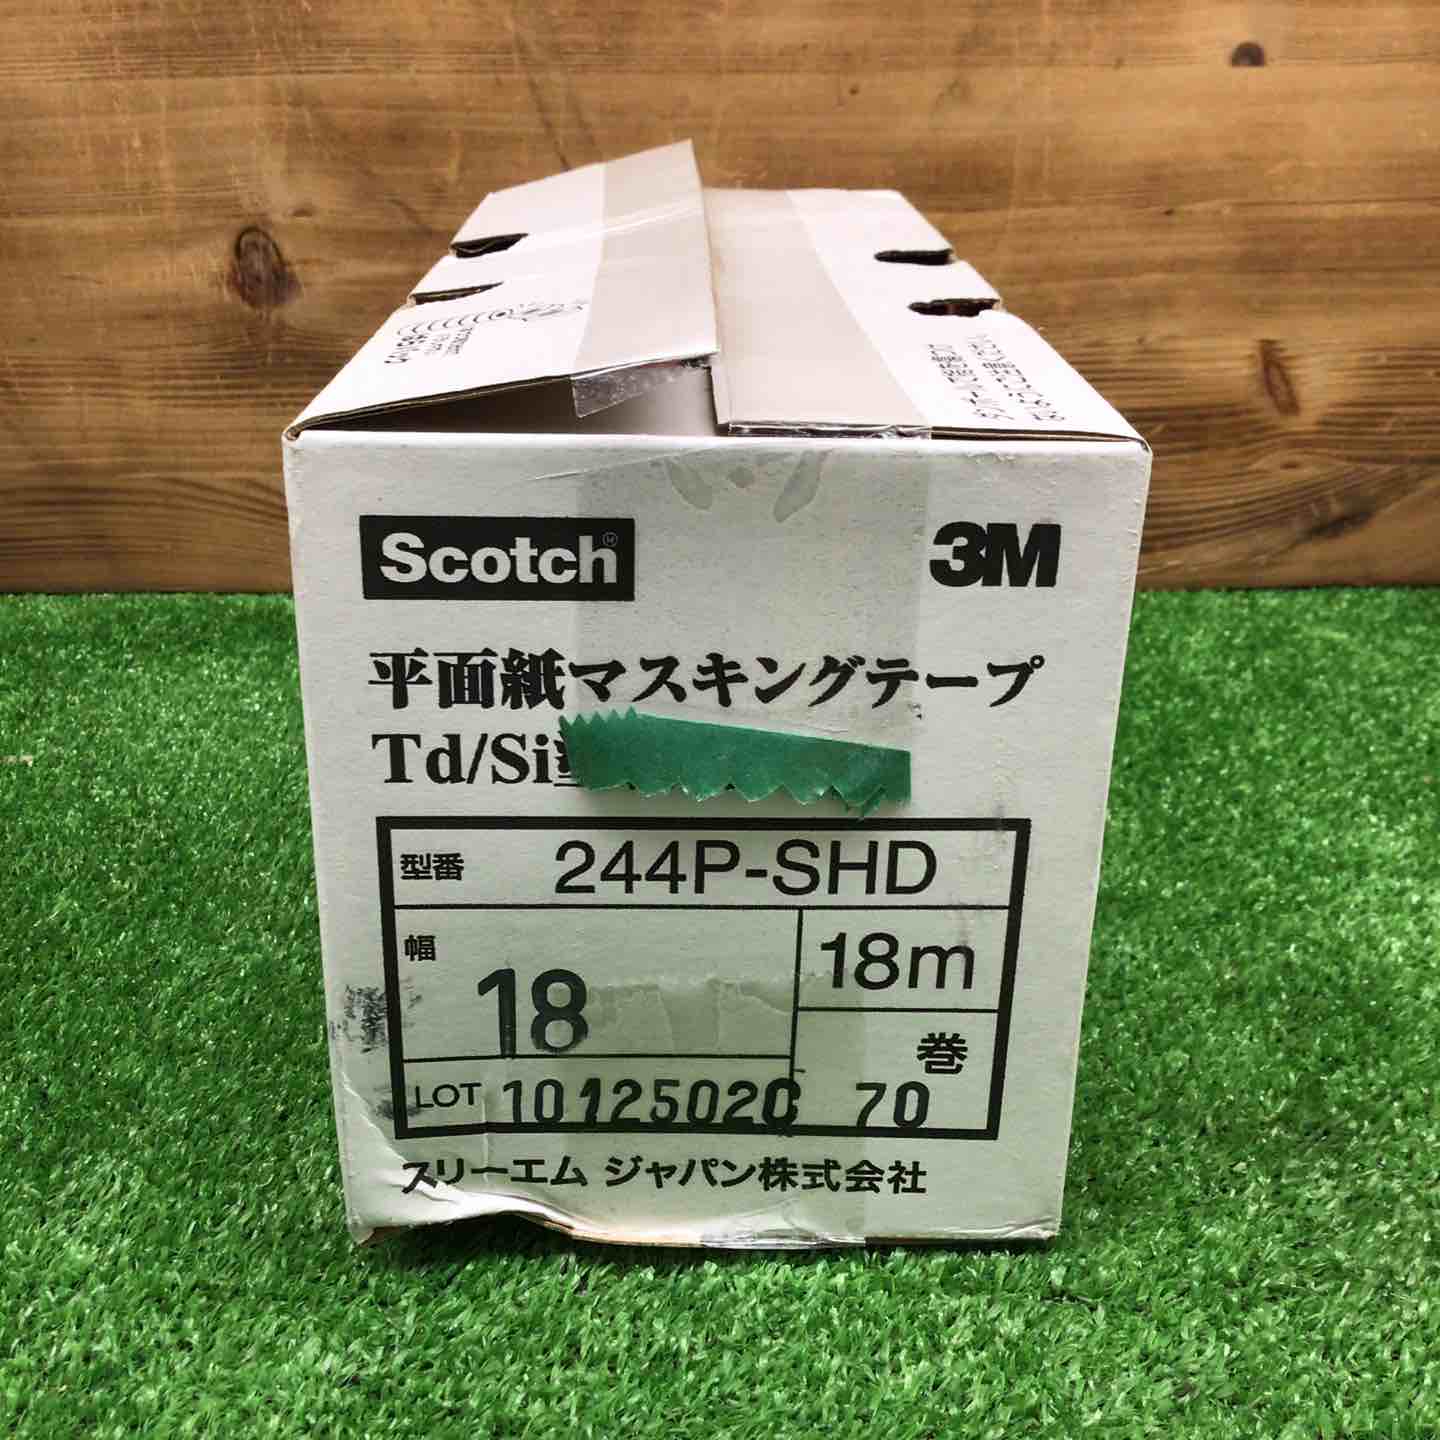 Scotch
3M
平面紙マスキングテープ
Td/Si
型番 244P-SHD
幅 18
18m
巻 70
LOT 1012502C
スリーエム ジャパン株式会社